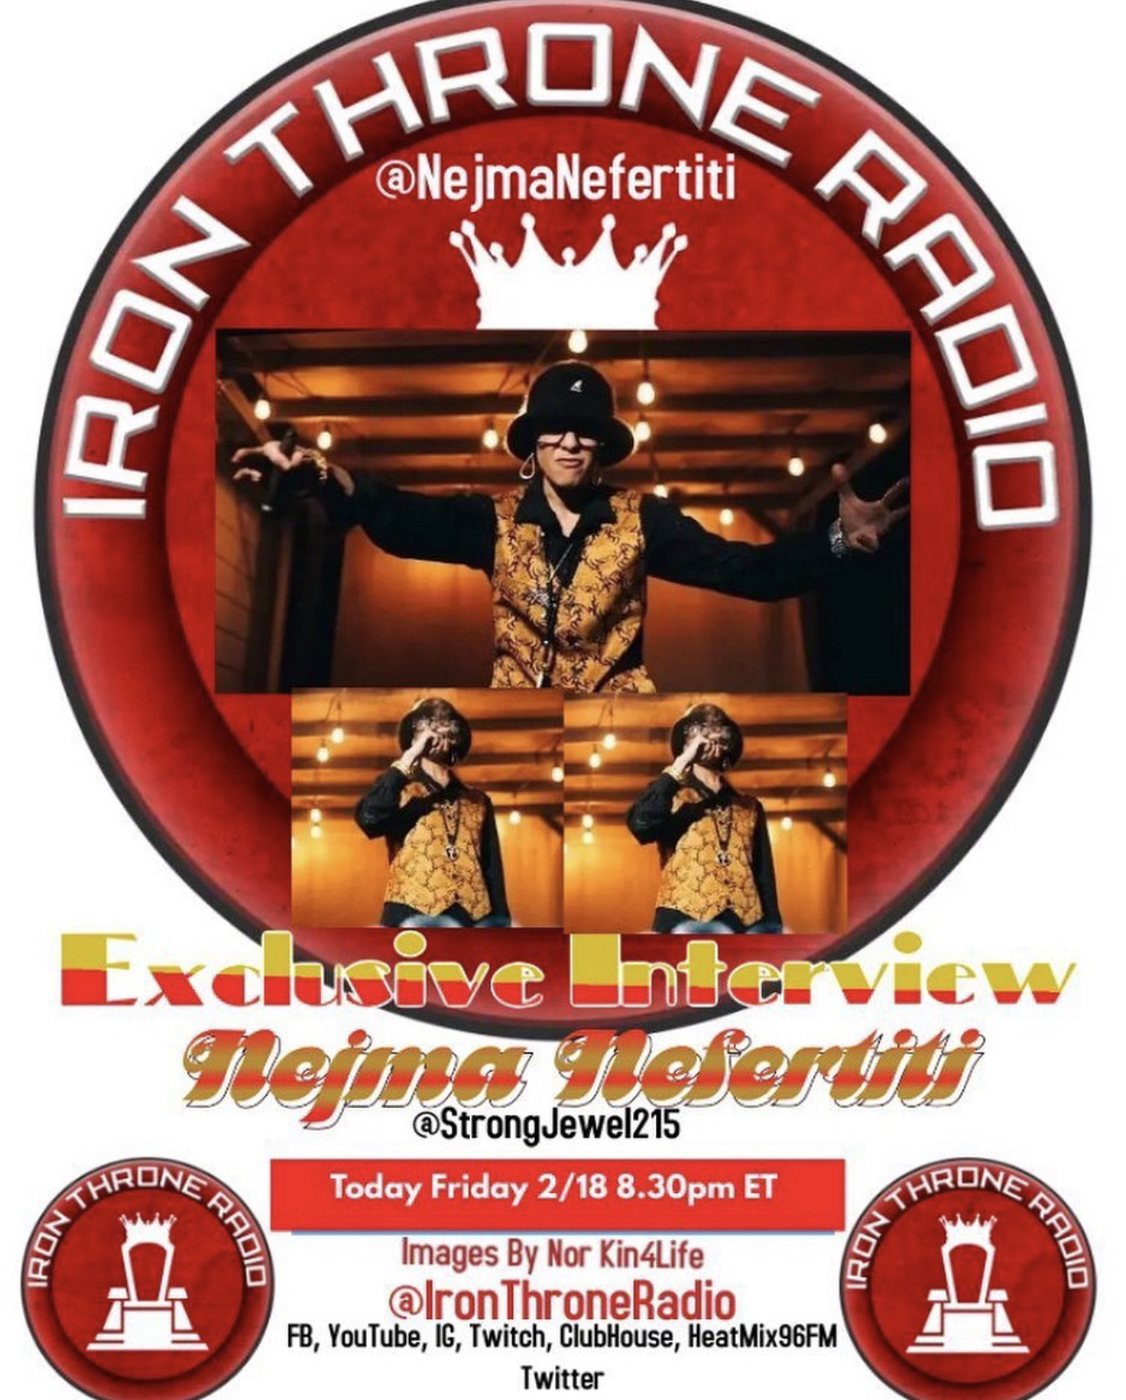 IRON THRONE RADIO
@NejmaNefertiti
Exclusive Interview
Nejma Nefertiti
@StrongJewel215
Today Friday 2/18 8.30pm ET
Images By Nor Kin4Life
@IronThroneRadio
FB, YouTube, IG, Twitch, ClubHouse, HeatMix96FM
Twitter
IRON THRONE RADIO
IRON THRONE RADIO